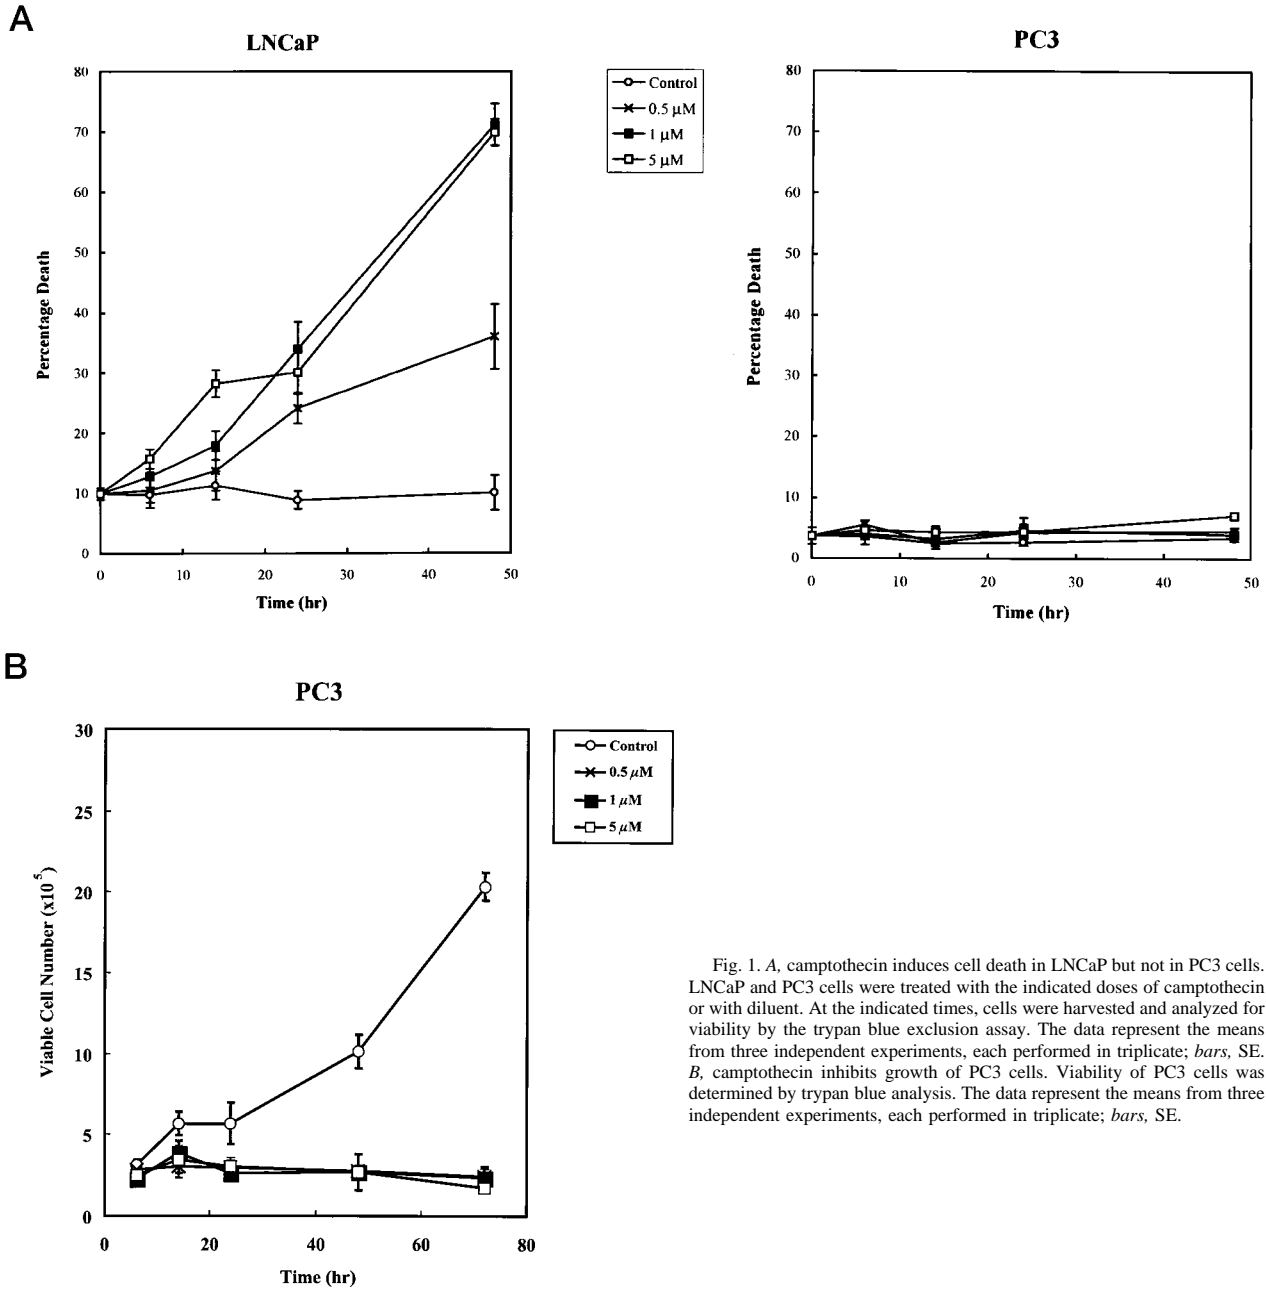 A
LNCaP
PC3
80
70
60
50
40
30
20
10
0
Percentage Death
0 10 20 30 40 50
Time (hr)
Control
0.5 μM
1 μM
5 μM
80
70
60
50
40
30
20
10
0
Percentage Death
0 10 20 30 40 50
Time (hr)
B
PC3
30
25
20
15
10
5
0
Viable Cell Number (x10⁵)
0 20 40 60 80
Time (hr)
Control
0.5 μM
1 μM
5 μM
Fig. 1. A, camptothecin induces cell death in LNCaP but not in PC3 cells.
LNCaP and PC3 cells were treated with the indicated doses of camptothecin
or with diluent. At the indicated times, cells were harvested and analyzed for
viability by the trypan blue exclusion assay. The data represent the means
from three independent experiments, each performed in triplicate; bars, SE.
B, camptothecin inhibits growth of PC3 cells. Viability of PC3 cells was
determined by trypan blue analysis. The data represent the means from three
independent experiments, each performed in triplicate; bars, SE.